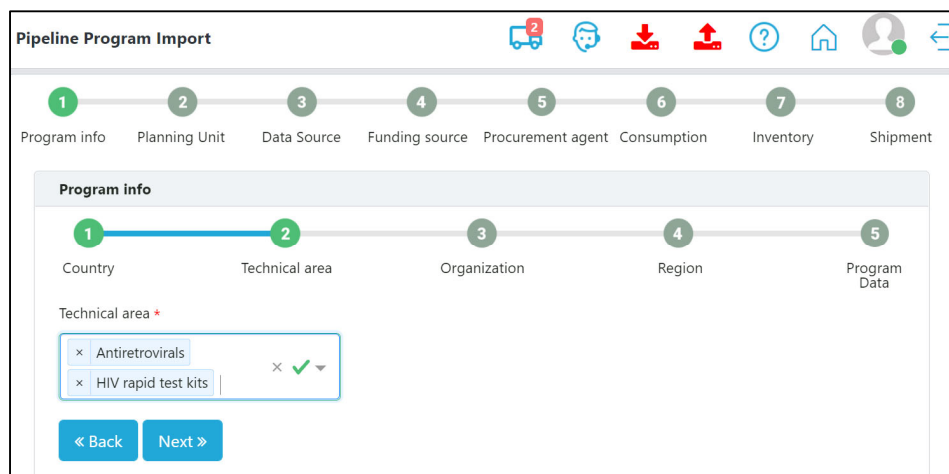 Pipeline Program Import
2
?
1 2 3 4 5 6 7 8
Program info Planning Unit Data Source Funding source Procurement agent Consumption Inventory Shipment
Program info
1 2 3 4 5
Country Technical area Organization Region Program
Data
Technical area *
× Antiretrovirals
× HIV rapid test kits
×
« Back Next »